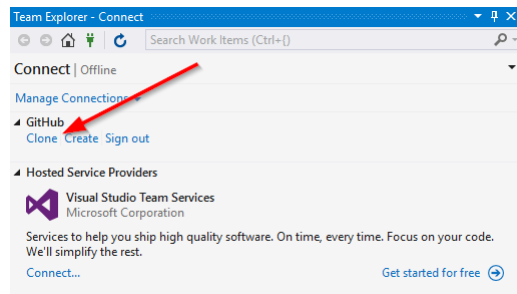 Team Explorer - Connect
Search Work Items (Ctrl+{)
Connect | Offline
Manage Connections
GitHub
Clone Create Sign out
Hosted Service Providers
Visual Studio Team Services
Microsoft Corporation
Services to help you ship high quality software. On time, every time. Focus on your code.
We'll simplify the rest.
Connect...
Get started for free